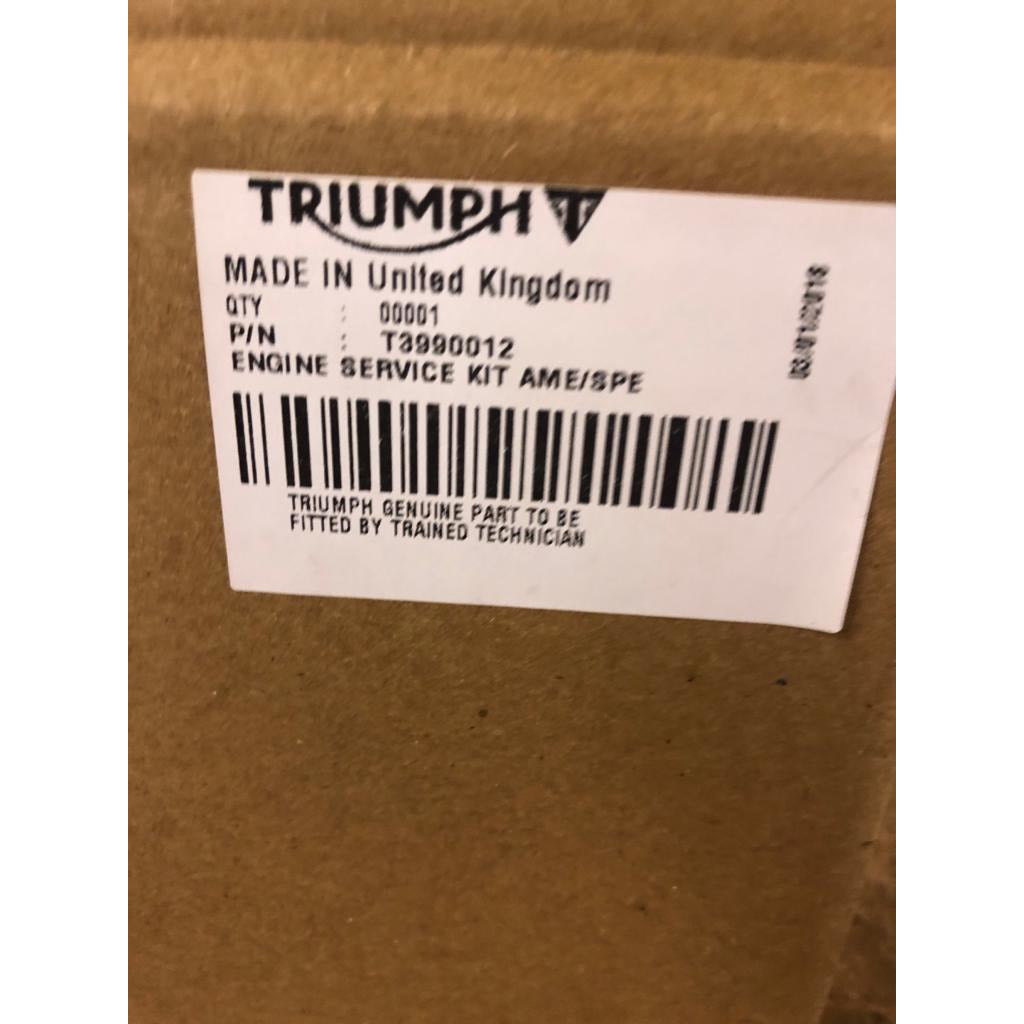 TRIUMPH
MADE IN United Kingdom
QTY : 00001
P/N : T3990012
ENGINE SERVICE KIT AME/SPE
TRIUMPH GENUINE PART TO BE
FITTED BY TRAINED TECHNICIAN